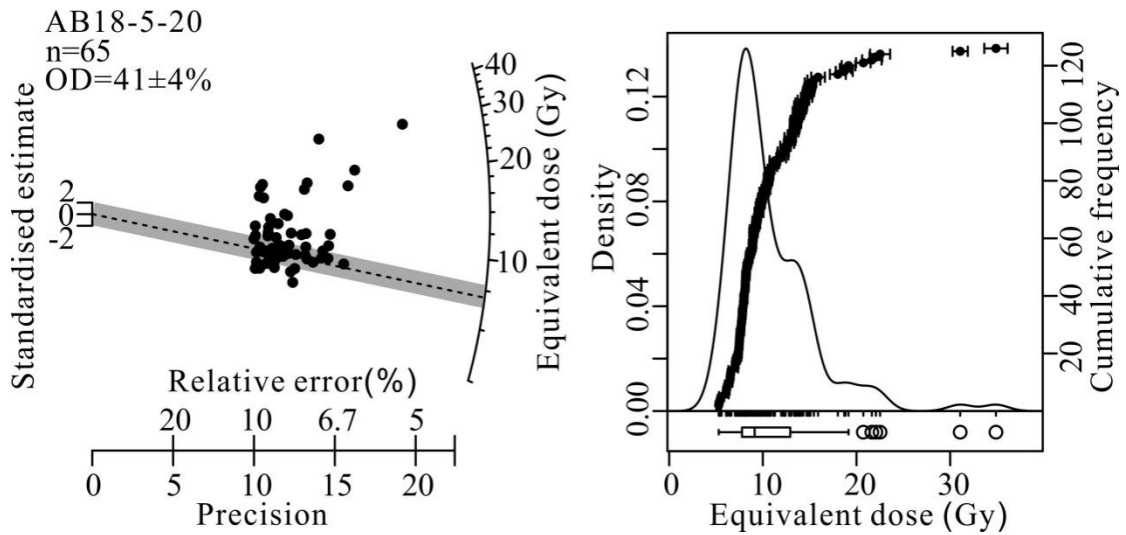 AB18-5-20
n=65
OD=41±4%
Standardised estimate
2
0
-2
40
30
20
10
Equivalent dose (Gy)
Relative error(%)
20 10 6.7 5
0 5 10 15 20
Precision
Density
0.12
0.08
0.04
0.00
120
100
80
60
40
20
Cumulative frequency
0 10 20 30
Equivalent dose (Gy)